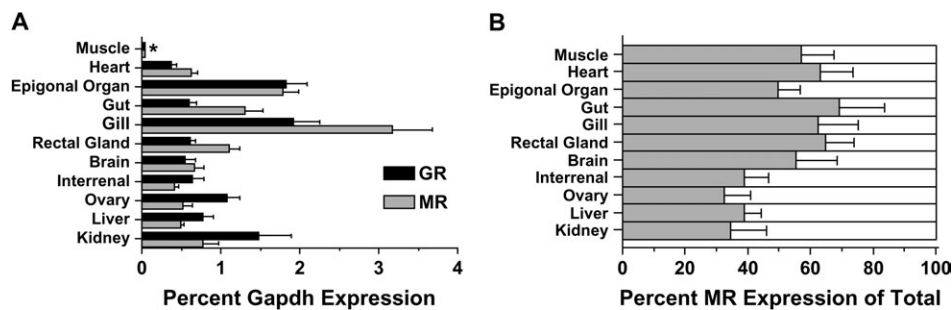 A
Muscle
*
Heart
Epigonal Organ
Gut
Gill
Rectal Gland
Brain
Interrenal
Ovary
Liver
Kidney
GR
MR
0 1 2 3 4
Percent Gapdh Expression
B
Muscle
Heart
Epigonal Organ
Gut
Gill
Rectal Gland
Brain
Interrenal
Ovary
Liver
Kidney
0 20 40 60 80 100
Percent MR Expression of Total